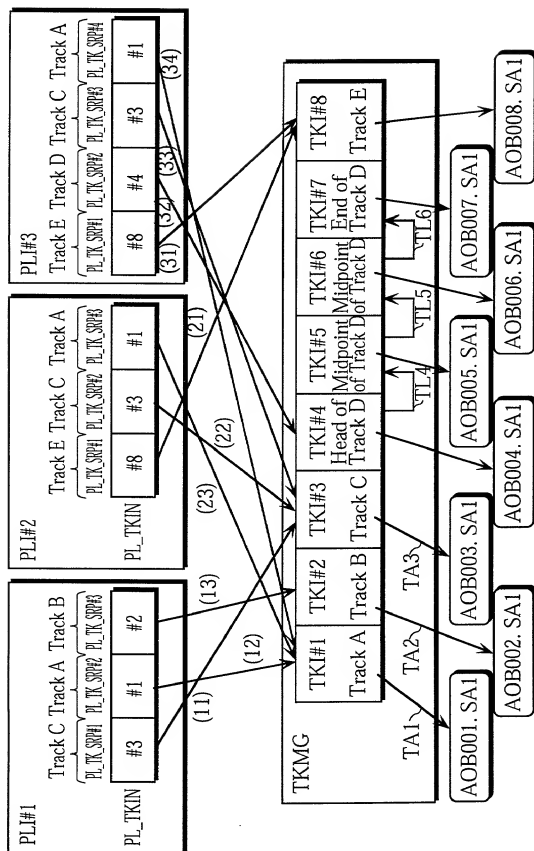 PLI#1
Track C Track A Track B
PL_TK_SRP#1 PL_TK_SRP#2 PL_TK_SRP#3
PL_TKIN #3 #1 #2
PLI#2
Track E Track C Track A
PL_TK_SRP#1 PL_TK_SRP#2 PL_TK_SRP#3
PL_TKIN #8 #3 #1
PLI#3
Track E Track D Track C Track A
PL_TK_SRP#1 PL_TK_SRP#2 PL_TK_SRP#3 PL_TK_SRP#4
#8 #4 #3 #1
(11) (12) (13) (23) (22) (21) (31) (32) (33) (34)
TKMG
TKI#1 TKI#2 TKI#3 TKI#4 TKI#5 TKI#6 TKI#7 TKI#8
Track A Track B Track C Head of Track D Midpoint of Track D Midpoint of Track D End of Track D Track E
TL4 TL5 TL6
TA1 TA2 TA3
AOB001. SA1
AOB002. SA1
AOB003. SA1
AOB004. SA1
AOB005. SA1
AOB006. SA1
AOB007. SA1
AOB008. SA1